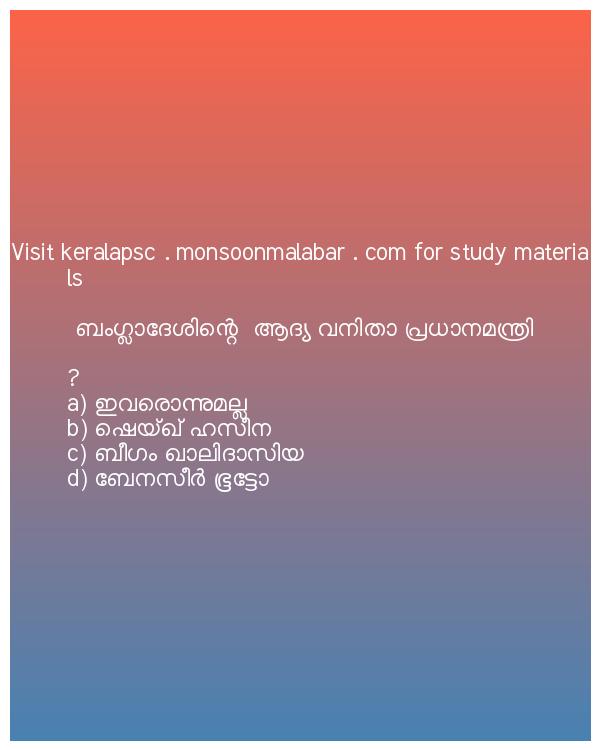 Visit keralapsc . monsoonmalabar . com for study materia
ls
ബംഗ്ലാദേശിന്റെ  ആദ്യ വനിതാ പ്രധാനമന്ത്രി
?
a) ഇവരൊന്നുമല്ല
b) ഷെയ്ഖ് ഹസീന
c) ബീഗം ഖാലിദാസിയ
d) ബേനസീർ ഭൂട്ടോ